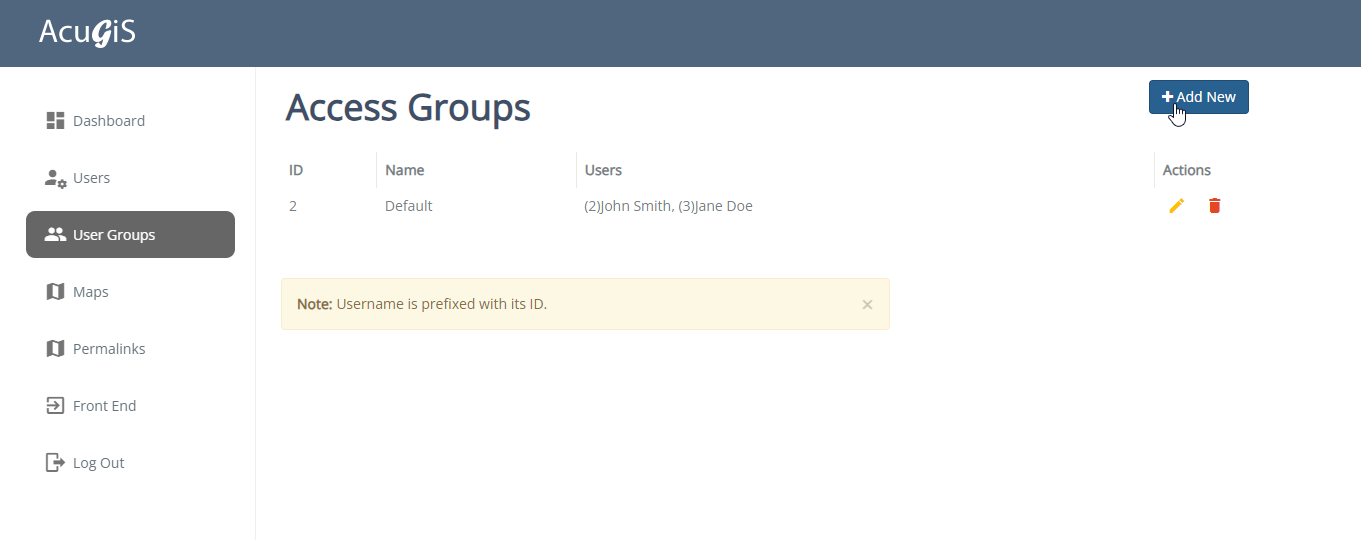 AcuGiS
Dashboard
Users
User Groups
Maps
Permalinks
Front End
Log Out
Access Groups
Add New
ID Name Users Actions
2 Default (2)John Smith, (3)Jane Doe
Note: Username is prefixed with its ID. ×